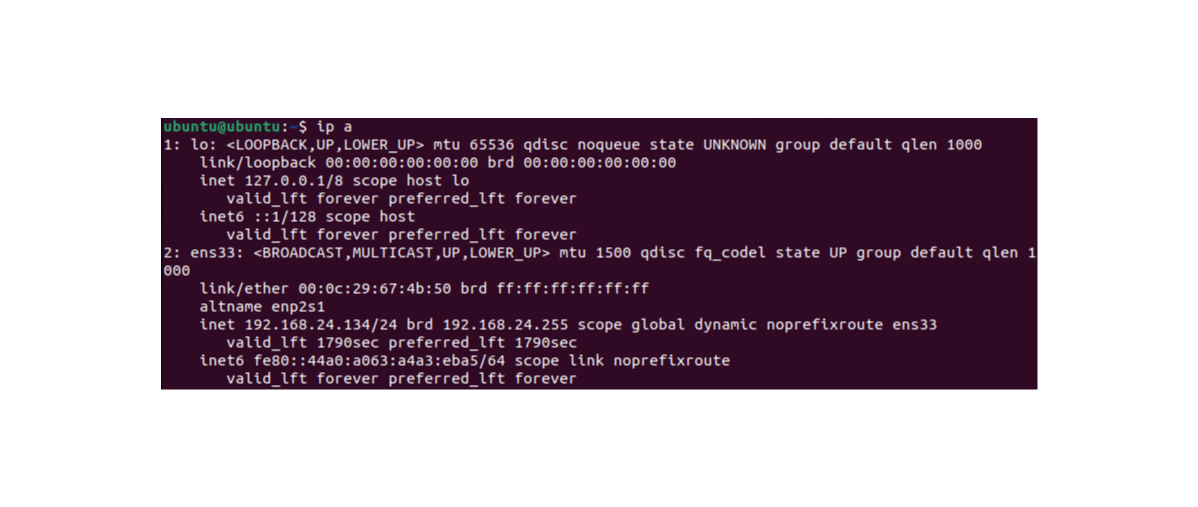 ubuntu@ubuntu:~$ ip a
1: lo: <LOOPBACK,UP,LOWER_UP> mtu 65536 qdisc noqueue state UNKNOWN group default qlen 1000
    link/loopback 00:00:00:00:00:00 brd 00:00:00:00:00:00
    inet 127.0.0.1/8 scope host lo
       valid_lft forever preferred_lft forever
    inet6 ::1/128 scope host
       valid_lft forever preferred_lft forever
2: ens33: <BROADCAST,MULTICAST,UP,LOWER_UP> mtu 1500 qdisc fq_codel state UP group default qlen 1
000
    link/ether 00:0c:29:67:4b:50 brd ff:ff:ff:ff:ff:ff
    altname enp2s1
    inet 192.168.24.134/24 brd 192.168.24.255 scope global dynamic noprefixroute ens33
       valid_lft 1790sec preferred_lft 1790sec
    inet6 fe80::44a0:a063:a4a3:eba5/64 scope link noprefixroute
       valid_lft forever preferred_lft forever